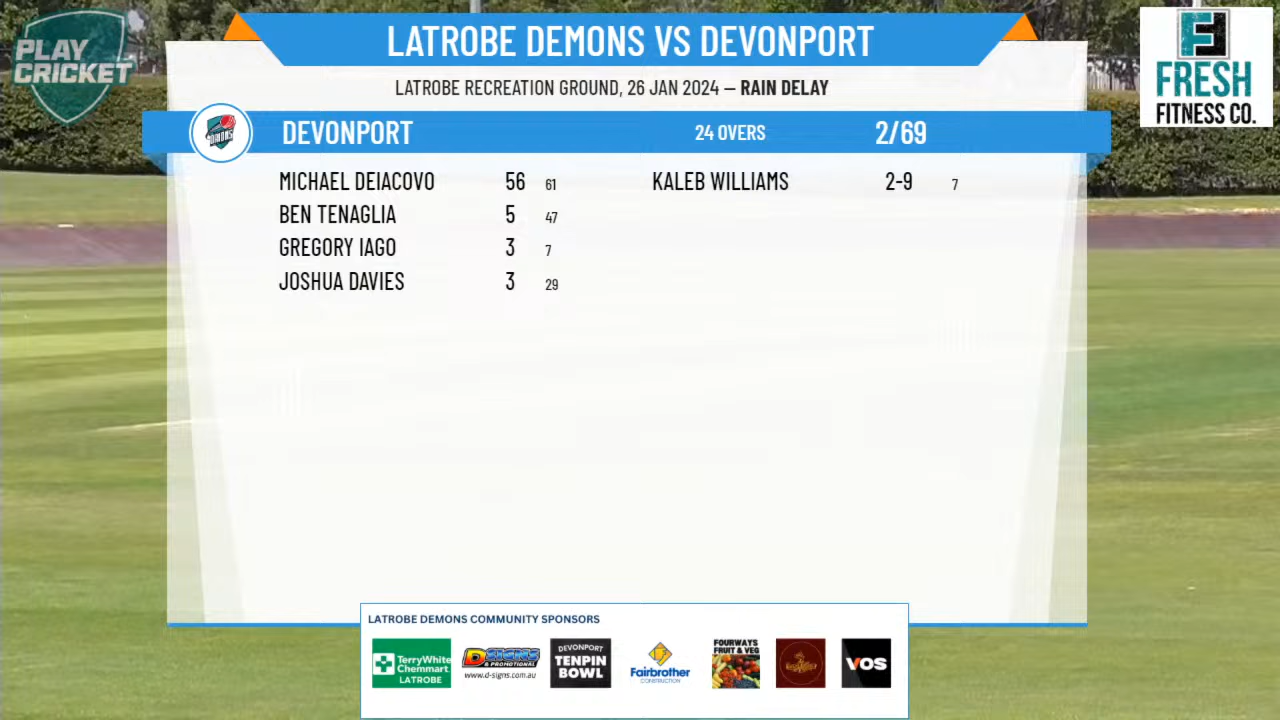 PLAY
CRICKET
LATROBE DEMONS VS DEVONPORT
FRESH
FITNESS CO.
LATROBE RECREATION GROUND, 26 JAN 2024 – RAIN DELAY
DEVONPORT 24 OVERS 2/69
MICHAEL DEIACOVO 56 61 KALEB WILLIAMS 2-9 7
BEN TENAGLIA 5 47
GREGORY IAGO 3 7
JOSHUA DAVIES 3 29
LATROBE DEMONS COMMUNITY SPONSORS
TerryWhite
Chemmart
LATROBE
D-SIGNS
& PROMOTIONAL
www.d-signs.com.au
DEVONPORT
TENPIN
BOWL
Fairbrother
CONSTRUCTION
FOURWAYS
FRUIT & VEG
VOS